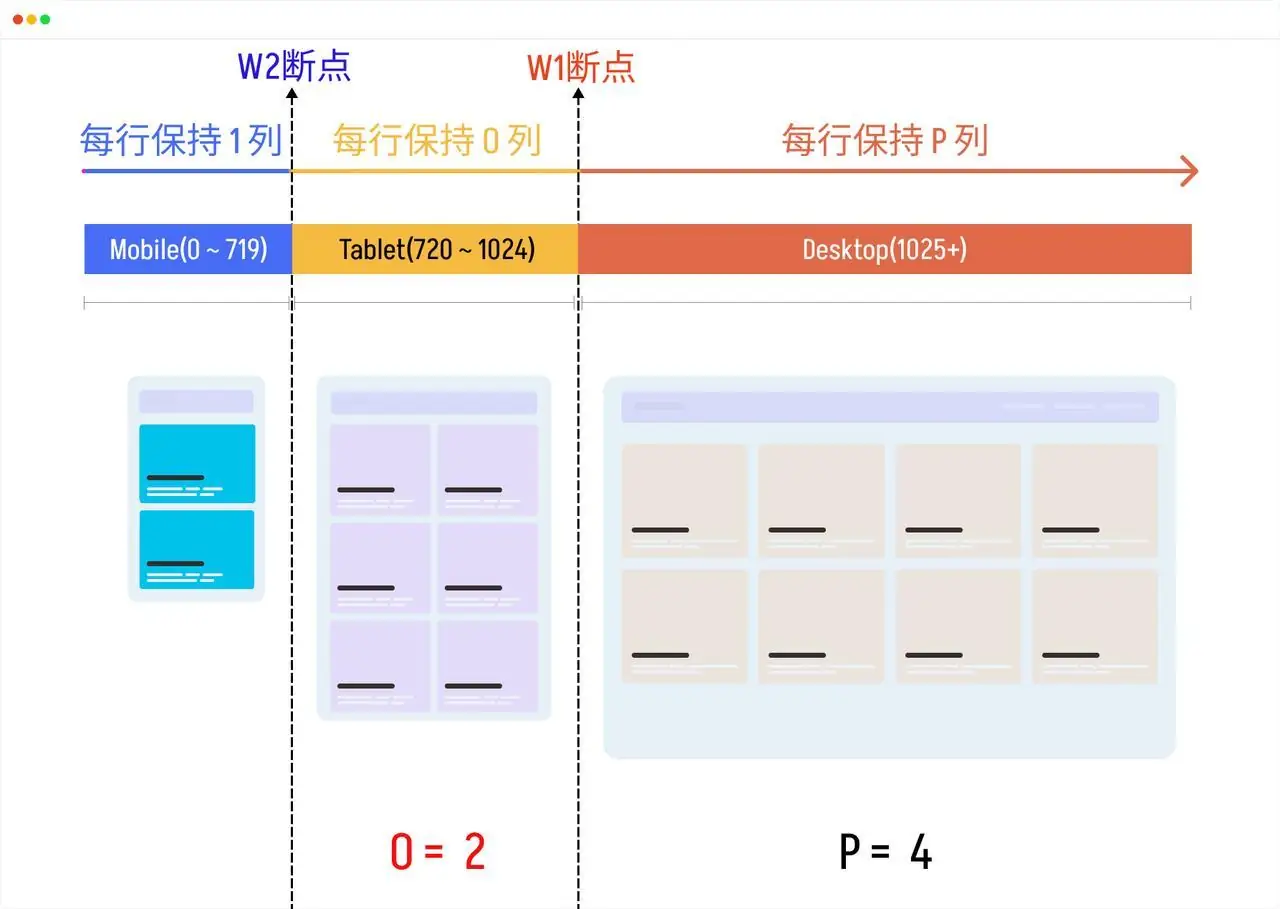 W2断点
W1断点
每行保持 1 列
每行保持 O 列
每行保持 P 列
Mobile(0 ~ 719)
Tablet(720 ~ 1024)
Desktop(1025+)
O = 2
P = 4